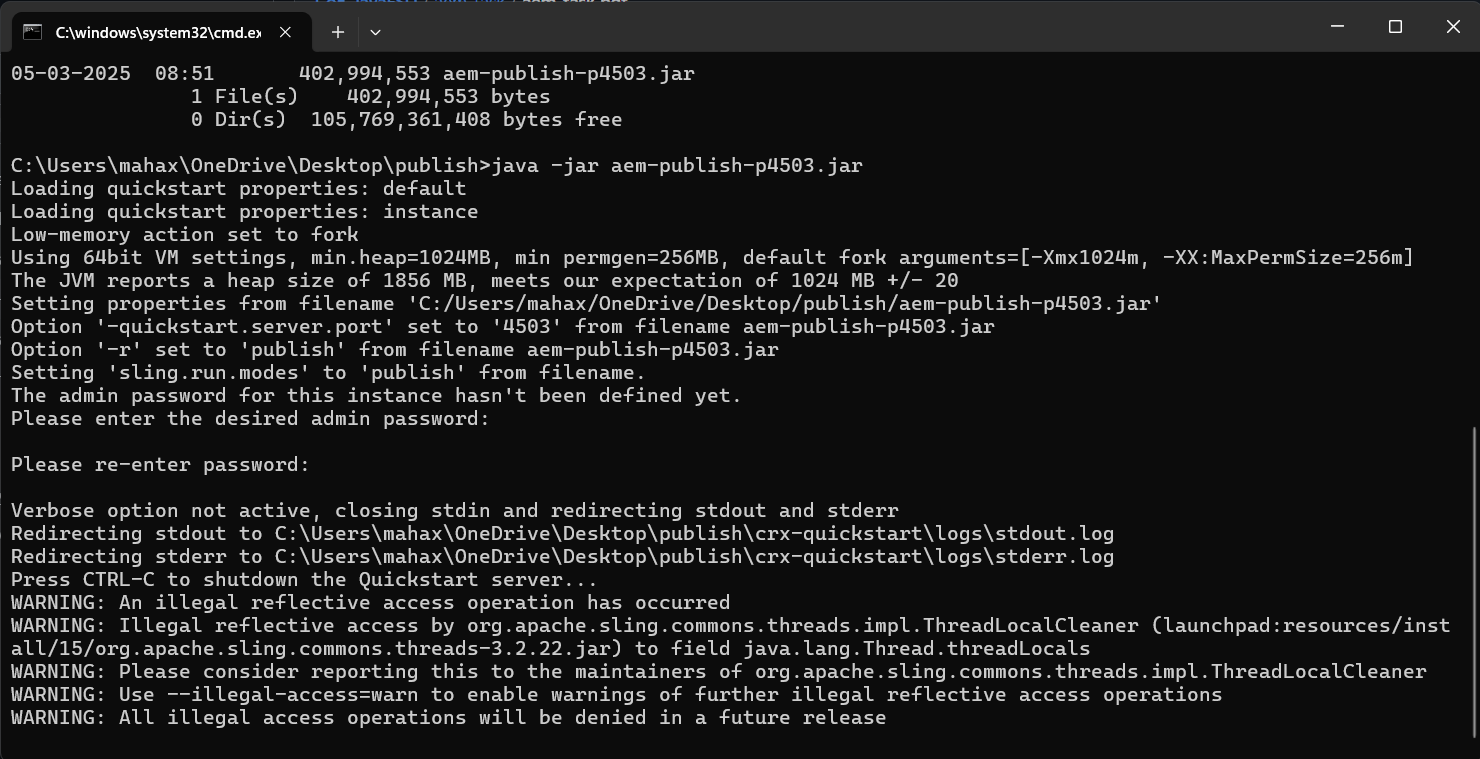 C:\windows\system32\cmd.ex
05-03-2025  08:51       402,994,553 aem-publish-p4503.jar
               1 File(s)    402,994,553 bytes
               0 Dir(s)  105,769,361,408 bytes free
C:\Users\mahax\OneDrive\Desktop\publish>java -jar aem-publish-p4503.jar
Loading quickstart properties: default
Loading quickstart properties: instance
Low-memory action set to fork
Using 64bit VM settings, min.heap=1024MB, min permgen=256MB, default fork arguments=[-Xmx1024m, -XX:MaxPermSize=256m]
The JVM reports a heap size of 1856 MB, meets our expectation of 1024 MB +/- 20
Setting properties from filename 'C:/Users/mahax/OneDrive/Desktop/publish/aem-publish-p4503.jar'
Option '-quickstart.server.port' set to '4503' from filename aem-publish-p4503.jar
Option '-r' set to 'publish' from filename aem-publish-p4503.jar
Setting 'sling.run.modes' to 'publish' from filename.
The admin password for this instance hasn't been defined yet.
Please enter the desired admin password:
Please re-enter password:
Verbose option not active, closing stdin and redirecting stdout and stderr
Redirecting stdout to C:\Users\mahax\OneDrive\Desktop\publish\crx-quickstart\logs\stdout.log
Redirecting stderr to C:\Users\mahax\OneDrive\Desktop\publish\crx-quickstart\logs\stderr.log
Press CTRL-C to shutdown the Quickstart server...
WARNING: An illegal reflective access operation has occurred
WARNING: Illegal reflective access by org.apache.sling.commons.threads.impl.ThreadLocalCleaner (launchpad:resources/inst
all/15/org.apache.sling.commons.threads-3.2.22.jar) to field java.lang.Thread.threadLocals
WARNING: Please consider reporting this to the maintainers of org.apache.sling.commons.threads.impl.ThreadLocalCleaner
WARNING: Use --illegal-access=warn to enable warnings of further illegal reflective access operations
WARNING: All illegal access operations will be denied in a future release